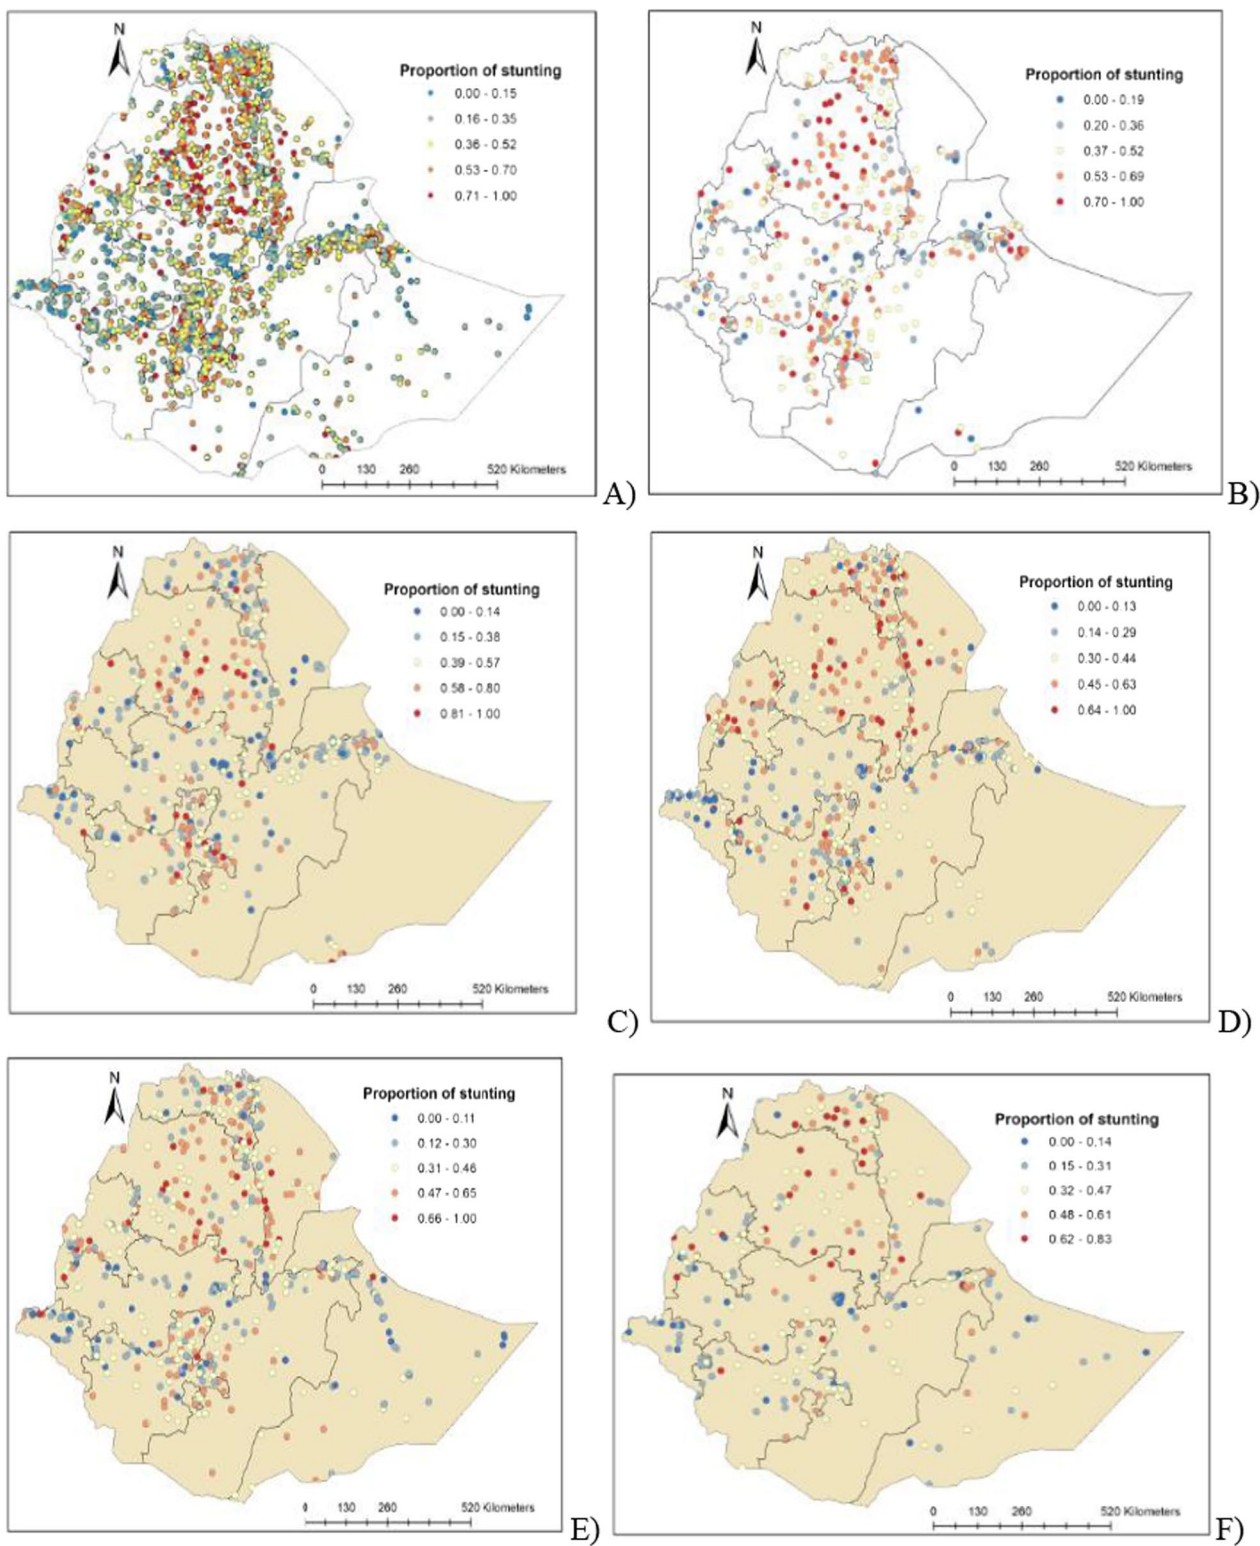 N
Proportion of stunting
0.00 - 0.15
0.16 - 0.35
0.36 - 0.52
0.53 - 0.70
0.71 - 1.00
0 130 260 520 Kilometers
A)
N
Proportion of stunting
0.00 - 0.19
0.20 - 0.36
0.37 - 0.52
0.53 - 0.69
0.70 - 1.00
0 130 260 520 Kilometers
B)
N
Proportion of stunting
0.00 - 0.14
0.15 - 0.38
0.39 - 0.57
0.58 - 0.80
0.81 - 1.00
0 130 260 520 Kilometers
C)
N
Proportion of stunting
0.00 - 0.13
0.14 - 0.29
0.30 - 0.44
0.45 - 0.63
0.64 - 1.00
0 130 260 520 Kilometers
D)
N
Proportion of stunting
0.00 - 0.11
0.12 - 0.30
0.31 - 0.46
0.47 - 0.65
0.66 - 1.00
0 130 260 520 Kilometers
E)
N
Proportion of stunting
0.00 - 0.14
0.15 - 0.31
0.32 - 0.47
0.48 - 0.61
0.62 - 0.83
0 130 260 520 Kilometers
F)